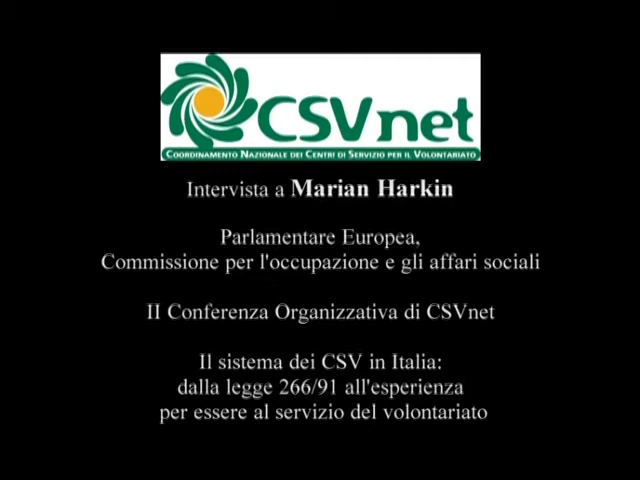 CSVnet
COORDINAMENTO NAZIONALE DEI CENTRI DI SERVIZIO PER IL VOLONTARIATO
Intervista a Marian Harkin
Parlamentare Europea,
Commissione per l'occupazione e gli affari sociali
II Conferenza Organizzativa di CSVnet
Il sistema dei CSV in Italia:
dalla legge 266/91 all'esperienza
per essere al servizio del volontariato